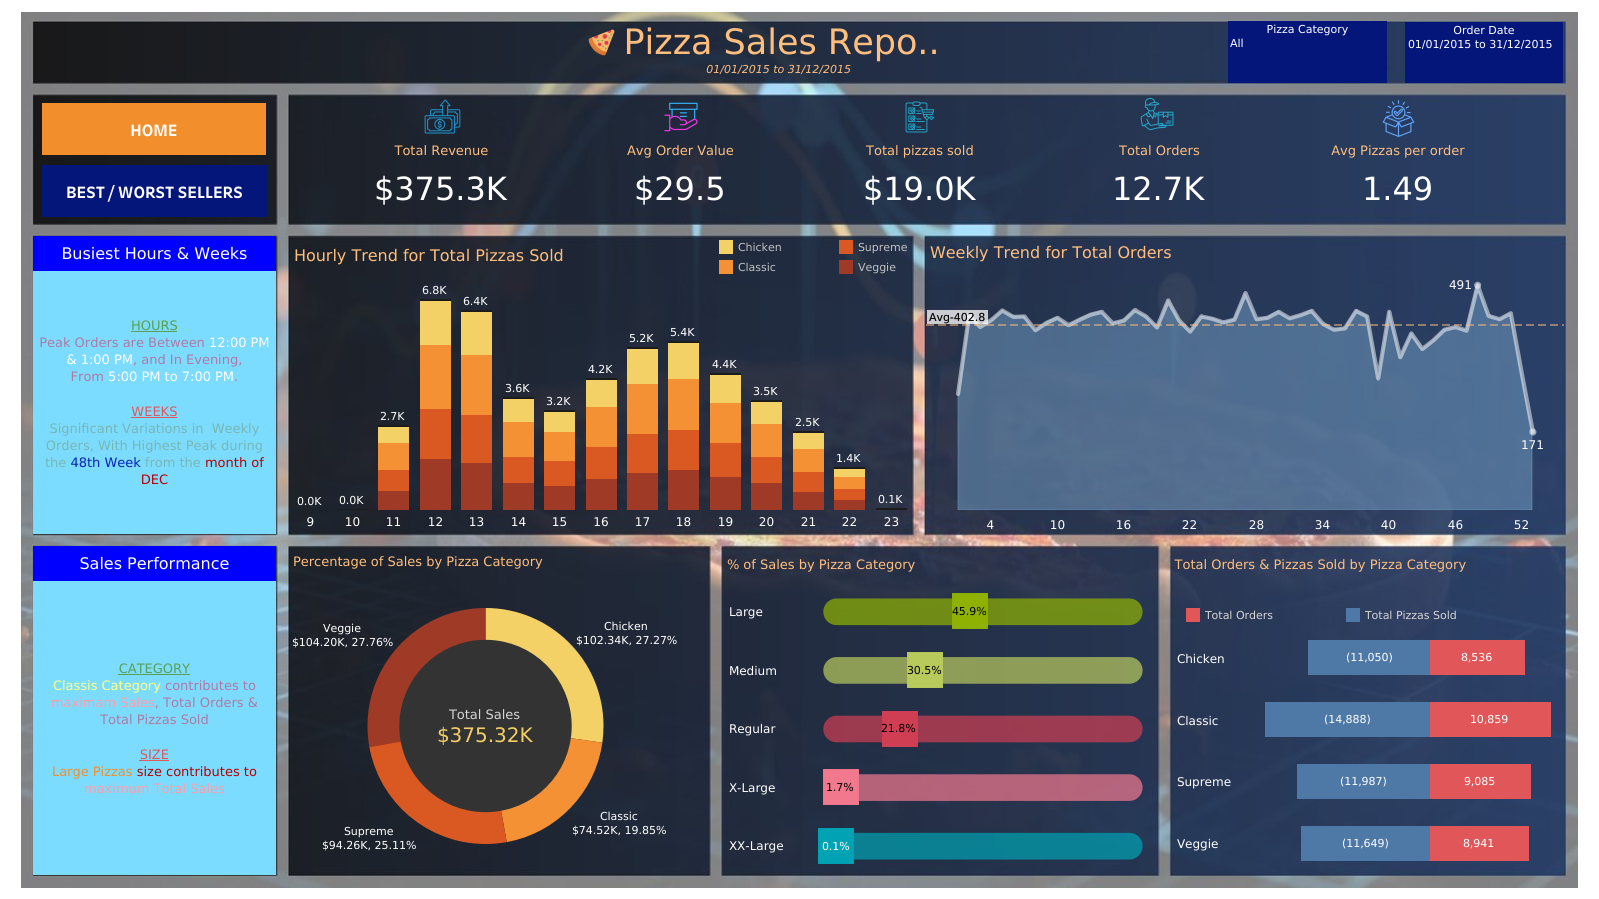 Pizza Sales Repo..
01/01/2015 to 31/12/2015
Pizza Category
All
Order Date
01/01/2015 to 31/12/2015
HOME
BEST / WORST SELLERS
Total Revenue
$375.3K
Avg Order Value
$29.5
Total pizzas sold
$19.0K
Total Orders
12.7K
Avg Pizzas per order
1.49
Busiest Hours & Weeks
HOURS
Peak Orders are Between 12:00 PM
& 1:00 PM, and In Evening,
From 5:00 PM to 7:00 PM.
WEEKS
Significant Variations in Weekly
Orders, With Highest Peak during
the 48th Week from the month of
DEC
Hourly Trend for Total Pizzas Sold
Chicken
Supreme
Classic
Veggie
0.0K
0.0K
2.7K
6.8K
6.4K
3.6K
3.2K
4.2K
5.2K
5.4K
4.4K
3.5K
2.5K
1.4K
0.1K
9 10 11 12 13 14 15 16 17 18 19 20 21 22 23
Weekly Trend for Total Orders
491
Avg-402.8
171
4 10 16 22 28 34 40 46 52
Sales Performance
CATEGORY
Classis Category contributes to
maximam Sales, Total Orders &
Total Pizzas Sold
SIZE
Large Pizzas size contributes to
maximum Total Sales
Percentage of Sales by Pizza Category
Veggie
$104.20K, 27.76%
Chicken
$102.34K, 27.27%
Total Sales
$375.32K
Supreme
$94.26K, 25.11%
Classic
$74.52K, 19.85%
% of Sales by Pizza Category
Large
45.9%
Medium
30.5%
Regular
21.8%
X-Large
1.7%
XX-Large
0.1%
Total Orders & Pizzas Sold by Pizza Category
Total Orders
Total Pizzas Sold
Chicken (11,050) 8,536
Classic (14,888) 10,859
Supreme (11,987) 9,085
Veggie (11,649) 8,941